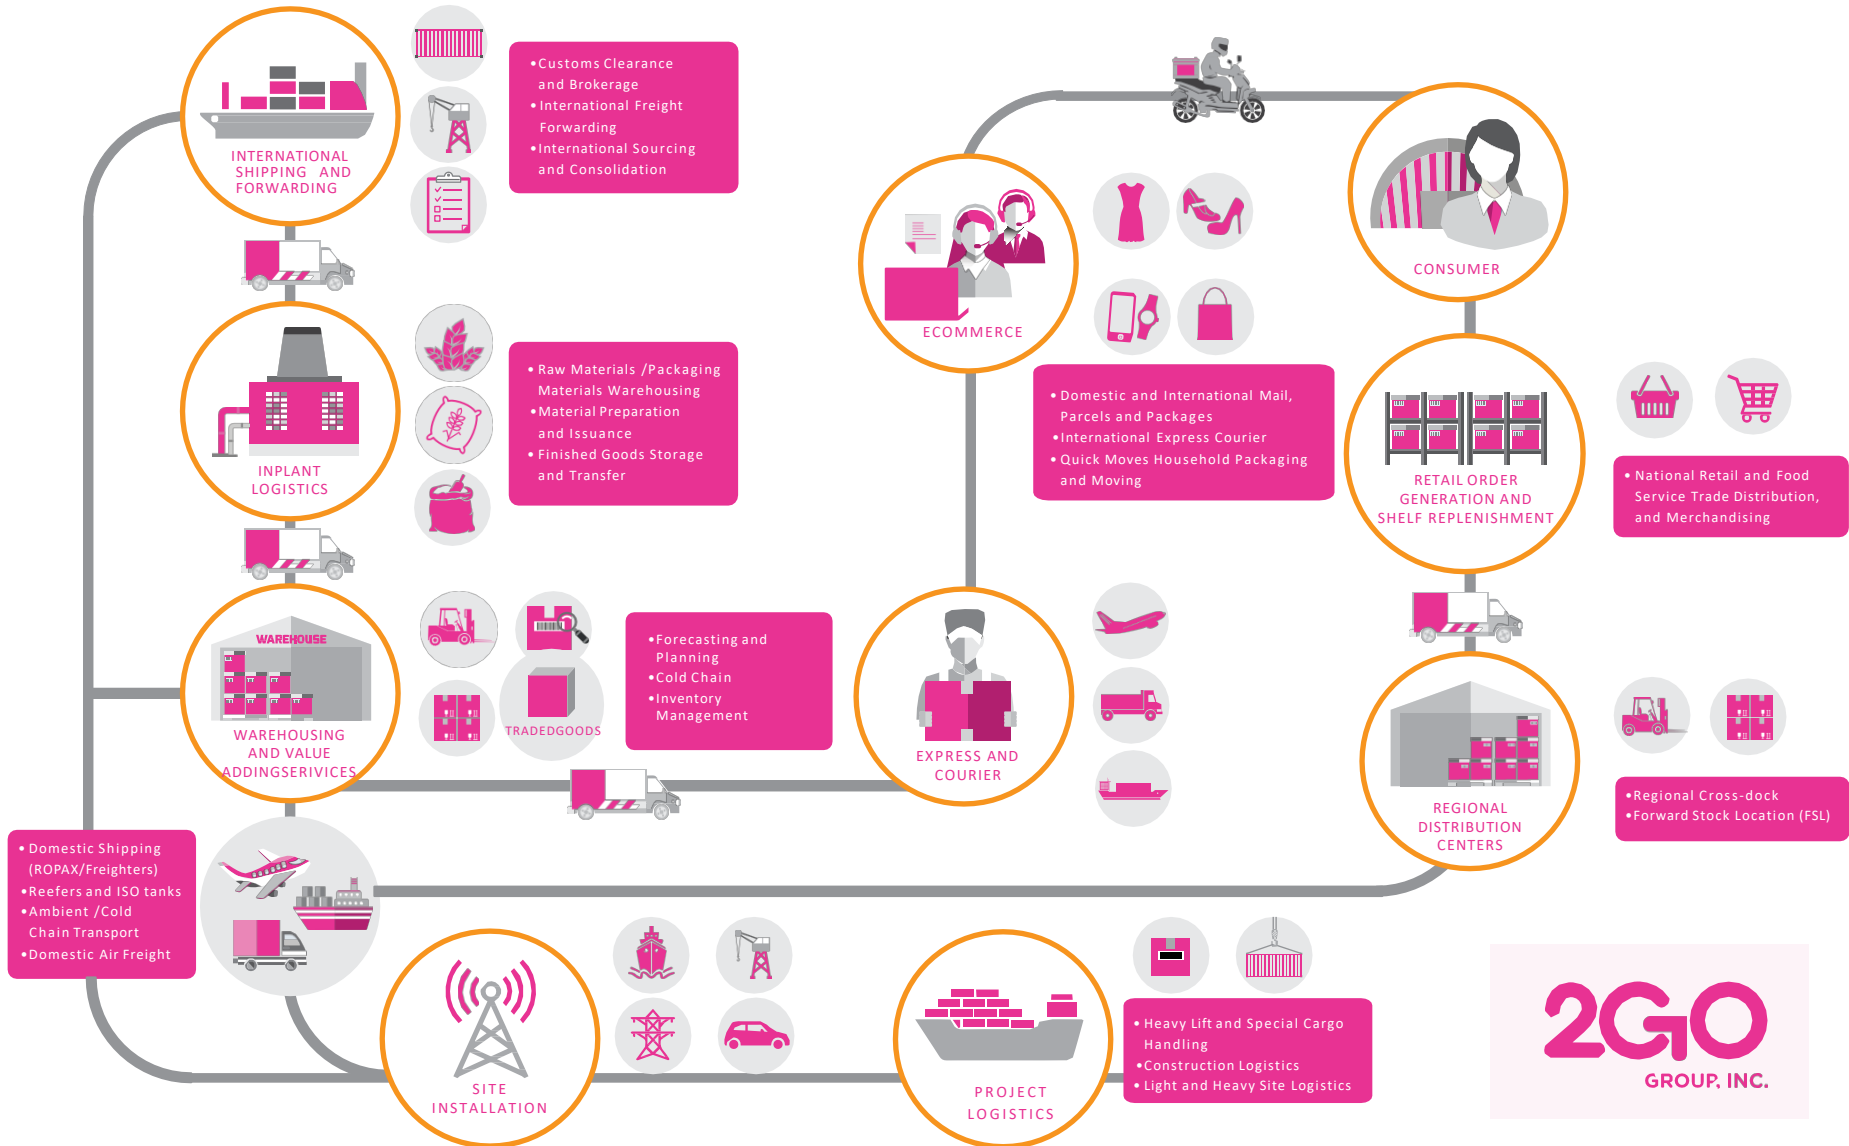 INTERNATIONAL
SHIPPING AND
FORWARDING
• Customs Clearance
and Brokerage
• International Freight
Forwarding
• International Sourcing
and Consolidation
INPLANT
LOGISTICS
• Raw Materials /Packaging
Materials Warehousing
• Material Preparation
and Issuance
• Finished Goods Storage
and Transfer
WAREHOUSE
WAREHOUSING
AND VALUE
ADDINGSERIVICES
TRADEDGOODS
• Forecasting and
Planning
• Cold Chain
• Inventory
Management
• Domestic Shipping
(ROPAX/Freighters)
• Reefers and ISO tanks
• Ambient /Cold
Chain Transport
• Domestic Air Freight
SITE
INSTALLATION
PROJECT
LOGISTICS
• Heavy Lift and Special Cargo
Handling
• Construction Logistics
• Light and Heavy Site Logistics
ECOMMERCE
• Domestic and International Mail,
Parcels and Packages
• International Express Courier
• Quick Moves Household Packaging
and Moving
EXPRESS AND
COURIER
CONSUMER
RETAIL ORDER
GENERATION AND
SHELF REPLENISHMENT
• National Retail and Food
Service Trade Distribution,
and Merchandising
REGIONAL
DISTRIBUTION
CENTERS
• Regional Cross-dock
• Forward Stock Location (FSL)
2GO
GROUP, INC.